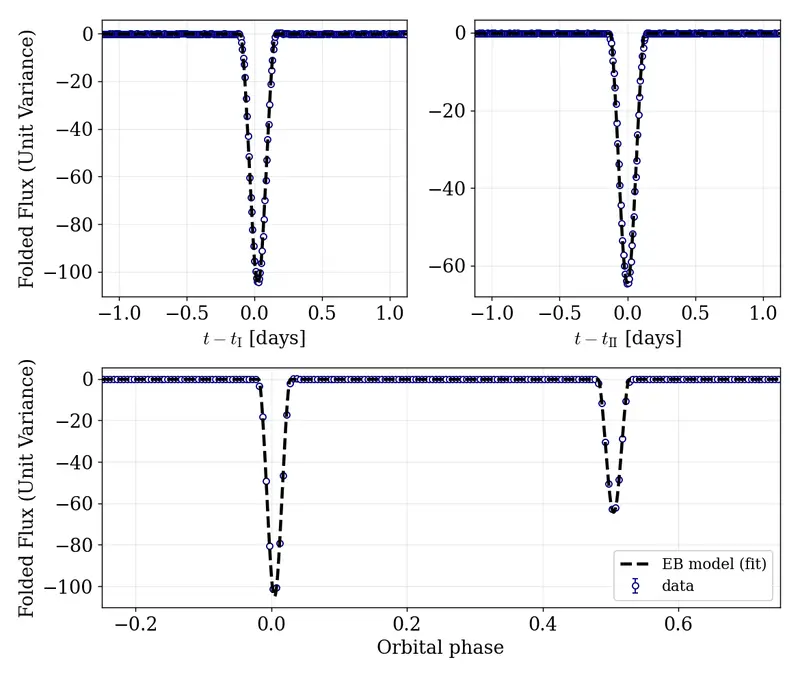 Folded Flux (Unit Variance)
0
−20
−40
−60
−80
−100
−1.0 −0.5 0.0 0.5 1.0
t − t_I [days]
0
−20
−40
−60
−1.0 −0.5 0.0 0.5 1.0
t − t_II [days]
Folded Flux (Unit Variance)
0
−20
−40
−60
−80
−100
−0.2 0.0 0.2 0.4 0.6
Orbital phase
EB model (fit)
data